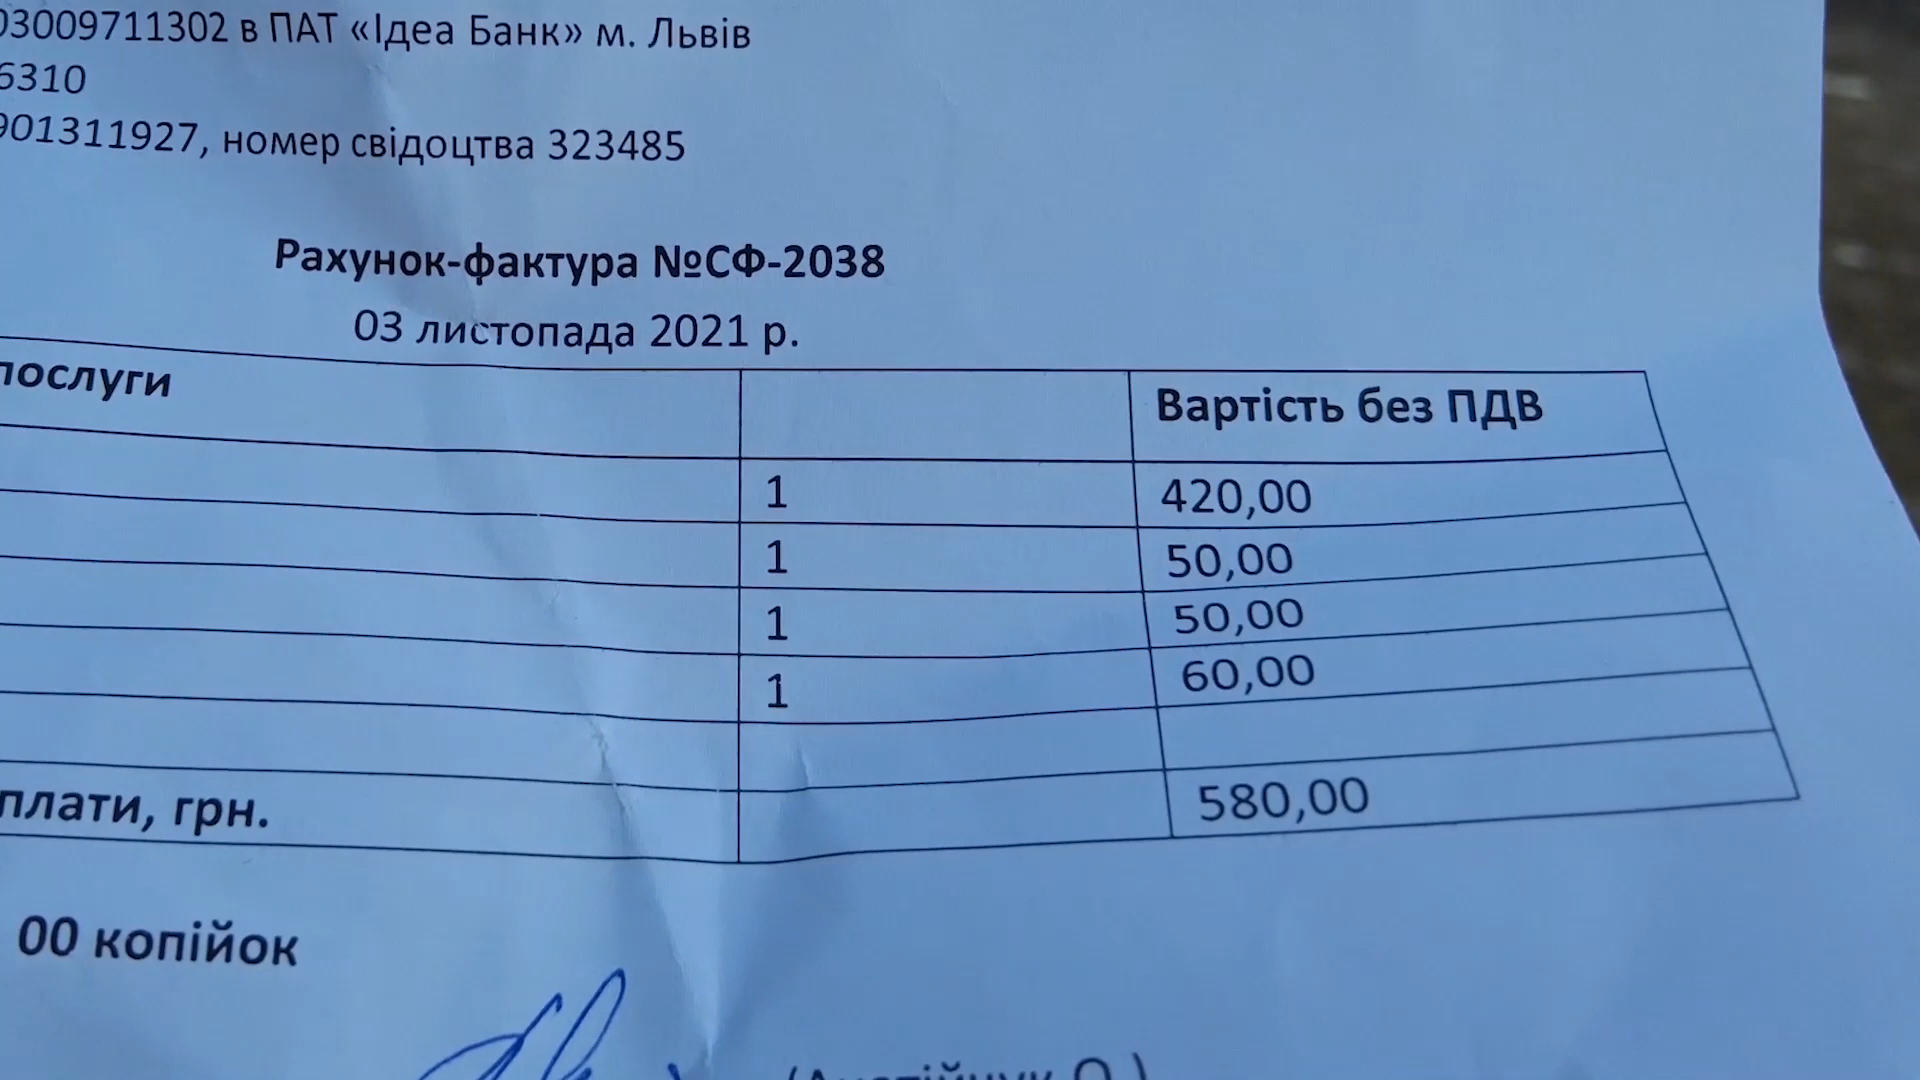 03009711302 в ПАТ «Ідеа Банк» м. Львів
6310
901311927, номер свідоцтва 323485
Рахунок-фактура №СФ-2038
03 листопада 2021 р.
послуги Вартість без ПДВ
1 420,00
1 50,00
1 50,00
1 60,00
плати, грн. 580,00
00 копійок